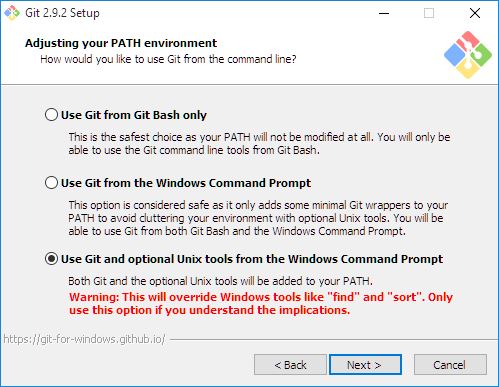 Git 2.9.2 Setup
Adjusting your PATH environment
How would you like to use Git from the command line?
Use Git from Git Bash only
This is the safest choice as your PATH will not be modified at all. You will only be
able to use the Git command line tools from Git Bash.
Use Git from the Windows Command Prompt
This option is considered safe as it only adds some minimal Git wrappers to your
PATH to avoid cluttering your environment with optional Unix tools. You will be
able to use Git from both Git Bash and the Windows Command Prompt.
Use Git and optional Unix tools from the Windows Command Prompt
Both Git and the optional Unix tools will be added to your PATH.
Warning: This will override Windows tools like "find" and "sort". Only
use this option if you understand the implications.
https://git-for-windows.github.io/
< Back
Next >
Cancel